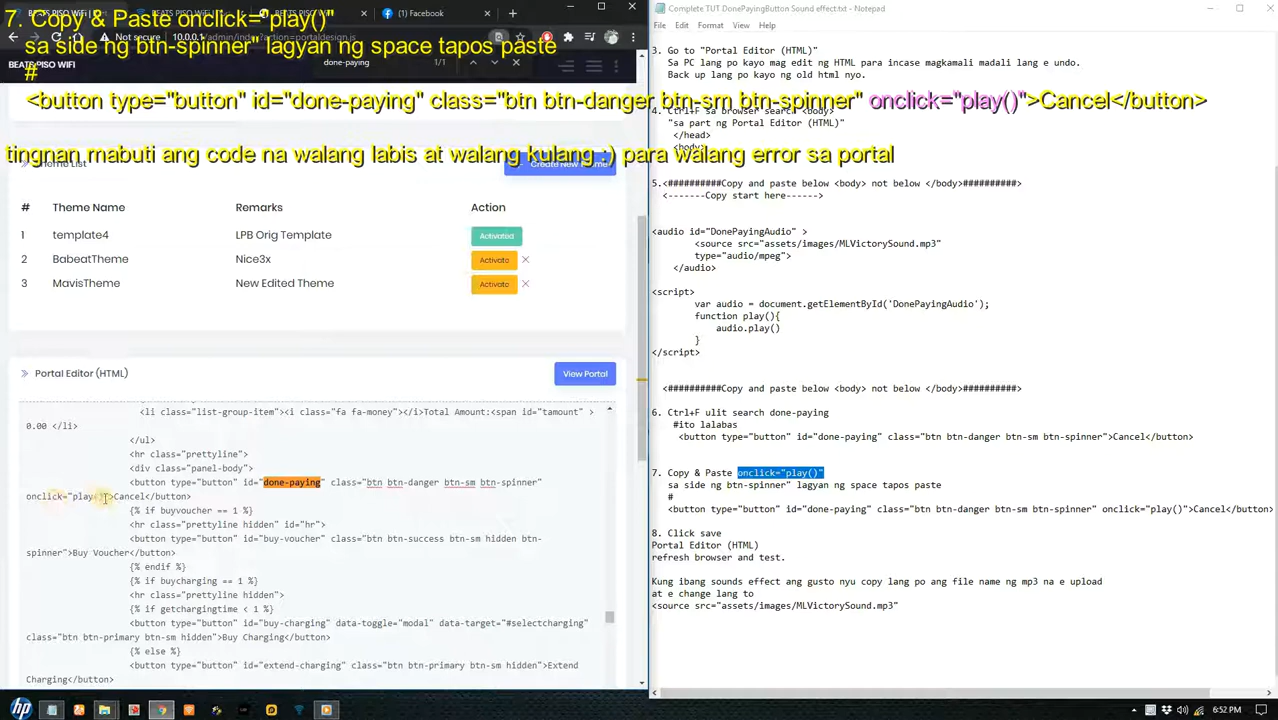 7. Copy & Paste onclick="play()"
sa side ng btn-spinner" lagyan ng space tapos paste
#
<button type="button" id="done-paying" class="btn btn-danger btn-sm btn-spinner" onclick="play()">Cancel</button>
tingnan mabuti ang code na walang labis at walang kulang :) para walang error sa portal
Facebook
Not secure
BEATS PISO WIFI
done-paying
1/1
Theme List
# Theme Name Remarks Action
1 template4 LPB Orig Template Activated
2 BabeatTheme Nice3x Activate
3 MavisTheme New Edited Theme Activate
Portal Editor (HTML)
View Portal
<li class="list-group-item"><i class="fa fa-money"></i>Total Amount:<span id="tamount" >
0.00 </li>
</ul>
<hr class="prettyline">
<div class="panel-body">
<button type="button" id="done-paying" class="btn btn-danger btn-sm btn-spinner"
onclick="play()">Cancel</button>
{% if buyvoucher == 1 %}
<hr class="prettyline hidden" id="hr">
<button type="button" id="buy-voucher" class="btn btn-success btn-sm hidden btn-
spinner">Buy Voucher</button>
{% endif %}
{% if buycharging == 1 %}
<hr class="prettyline hidden">
{% if getchargingtime < 1 %}
<button type="button" id="buy-charging" data-toggle="modal" data-target="#selectcharging"
class="btn btn-primary btn-sm hidden">Buy Charging</button>
{% else %}
<button type="button" id="extend-charging" class="btn btn-primary btn-sm hidden">Extend
Charging</button>
Complete TUT DonePayingButton Sound effect.txt - Notepad
File Edit Format View Help
3. Go to "Portal Editor (HTML)"
Sa PC lang po kayo mag edit ng HTML para incase magkamali madali lang e undo.
Back up lang po kayo ng old html nyo.
4. Ctrl+F sa browser search <body>
"sa part ng Portal Editor (HTML)"
</head>
<body>
5.<##########Copy and paste below <body> not below </body>##########>
<-------Copy start here------>
<audio id="DonePayingAudio" >
<source src="assets/images/MLVictorySound.mp3"
type="audio/mpeg">
</audio>
<script>
var audio = document.getElementById('DonePayingAudio');
function play(){
audio.play()
}
</script>
<##########Copy and paste below <body> not below </body>##########>
6. Ctrl+F ulit search done-paying
#ito lalabas
<button type="button" id="done-paying" class="btn btn-danger btn-sm btn-spinner">Cancel</button>
7. Copy & Paste onclick="play()"
sa side ng btn-spinner" lagyan ng space tapos paste
#
<button type="button" id="done-paying" class="btn btn-danger btn-sm btn-spinner" onclick="play()">Cancel</button>
8. Click save
Portal Editor (HTML)
refresh browser and test.
Kung ibang sounds effect ang gusto nyu copy lang po ang file name ng mp3 na e upload
at e change lang to
<source src="assets/images/MLVictorySound.mp3"
6:52 PM